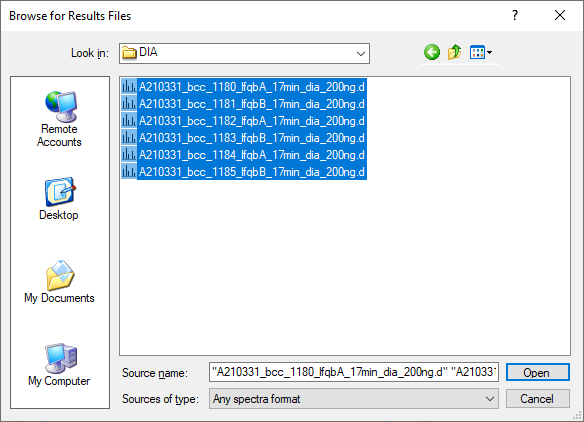 Browse for Results Files
Look in:
DIA
A210331_bcc_1180_lfqbA_17min_dia_200ng.d
A210331_bcc_1181_lfqbB_17min_dia_200ng.d
A210331_bcc_1182_lfqbA_17min_dia_200ng.d
A210331_bcc_1183_lfqbB_17min_dia_200ng.d
A210331_bcc_1184_lfqbA_17min_dia_200ng.d
A210331_bcc_1185_lfqbB_17min_dia_200ng.d
Remote
Accounts
Desktop
My Documents
My Computer
Source name:
"A210331_bcc_1180_lfqbA_17min_dia_200ng.d" "A21033
Open
Sources of type:
Any spectra format
Cancel